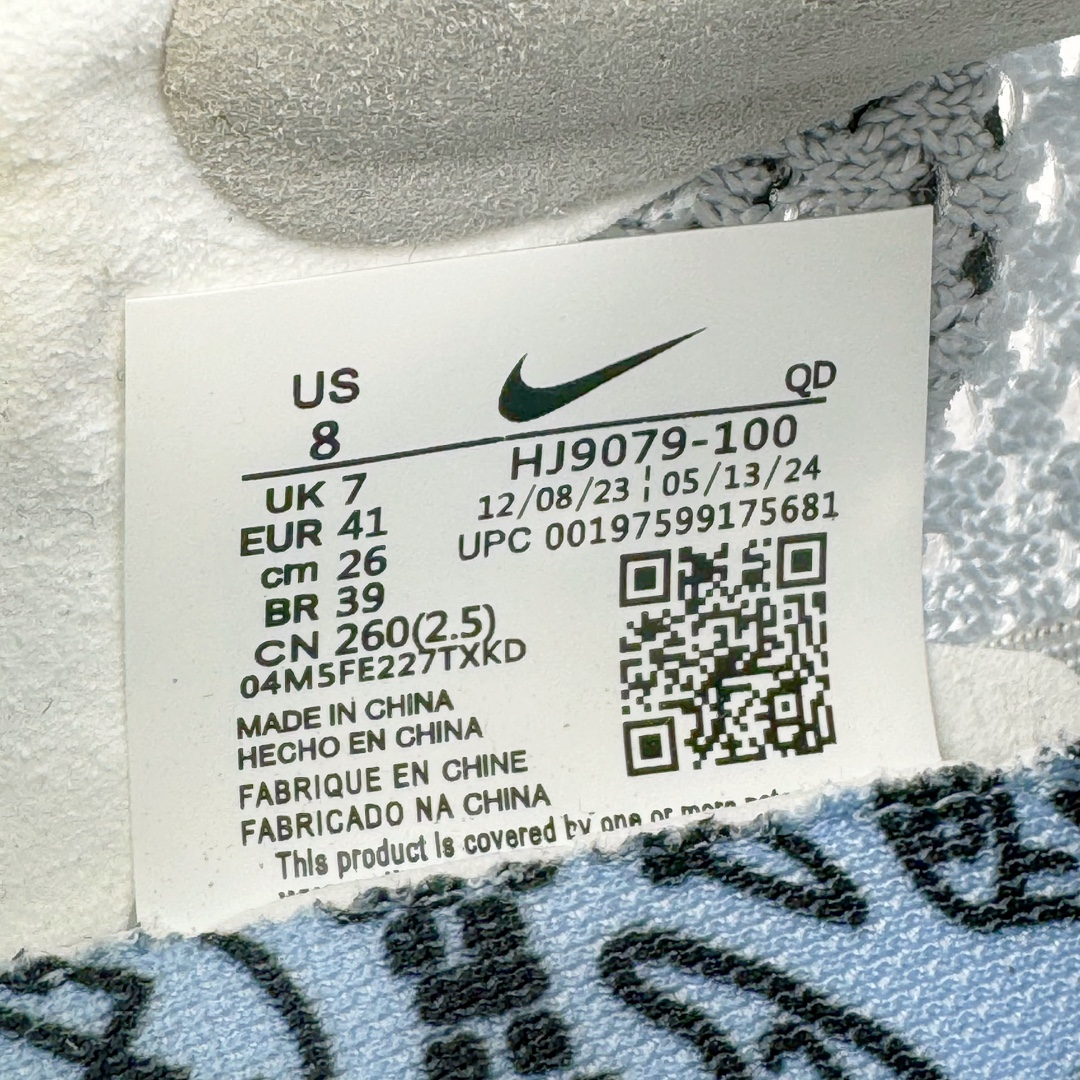 US
8
QD
HJ9079-100
12/08/23 ¦ 05/13/24
UPC 00197599175681
UK 7
EUR 41
cm 26
BR 39
CN 260(2.5)
04M5FE227TXKD
MADE IN CHINA
HECHO EN CHINA
FABRIQUE EN CHINE
FABRICADO NA CHINA
This product is covered by one or more